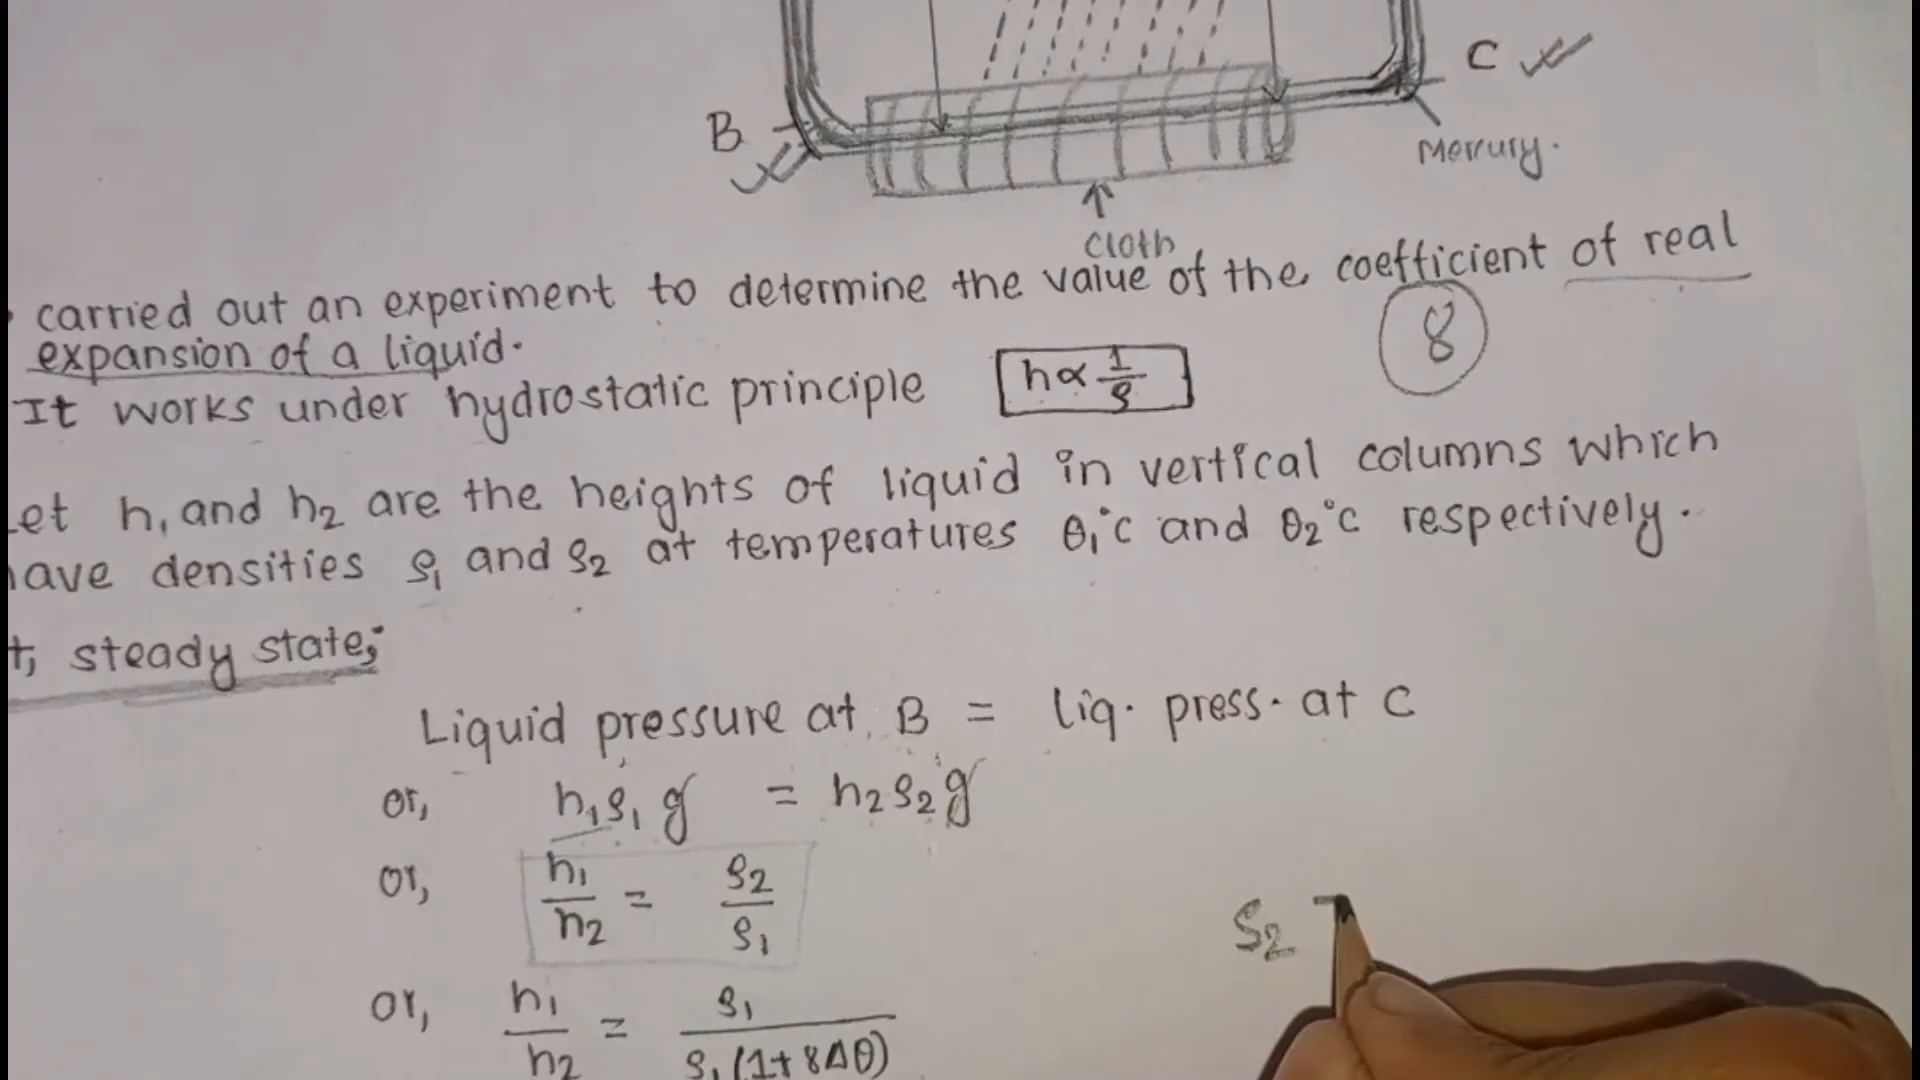 C
B
Mercury.
cloth
carried out an experiment to determine the value of the coefficient of real
expansion of a liquid.
8
It works under hydrostatic principle h ∝ 1/ρ
Let h₁ and h₂ are the heights of liquid in vertical columns which
have densities ρ₁ and ρ₂ at temperatures θ₁°C and θ₂°C respectively.
t, steady state,
Liquid pressure at B = liq. press. at C
or, h₁ρ₁g = h₂ρ₂g
or, h₁/h₂ = ρ₂/ρ₁
ρ₂
or, h₁/h₂ = ρ₁/ρ₁(1+8Δθ)